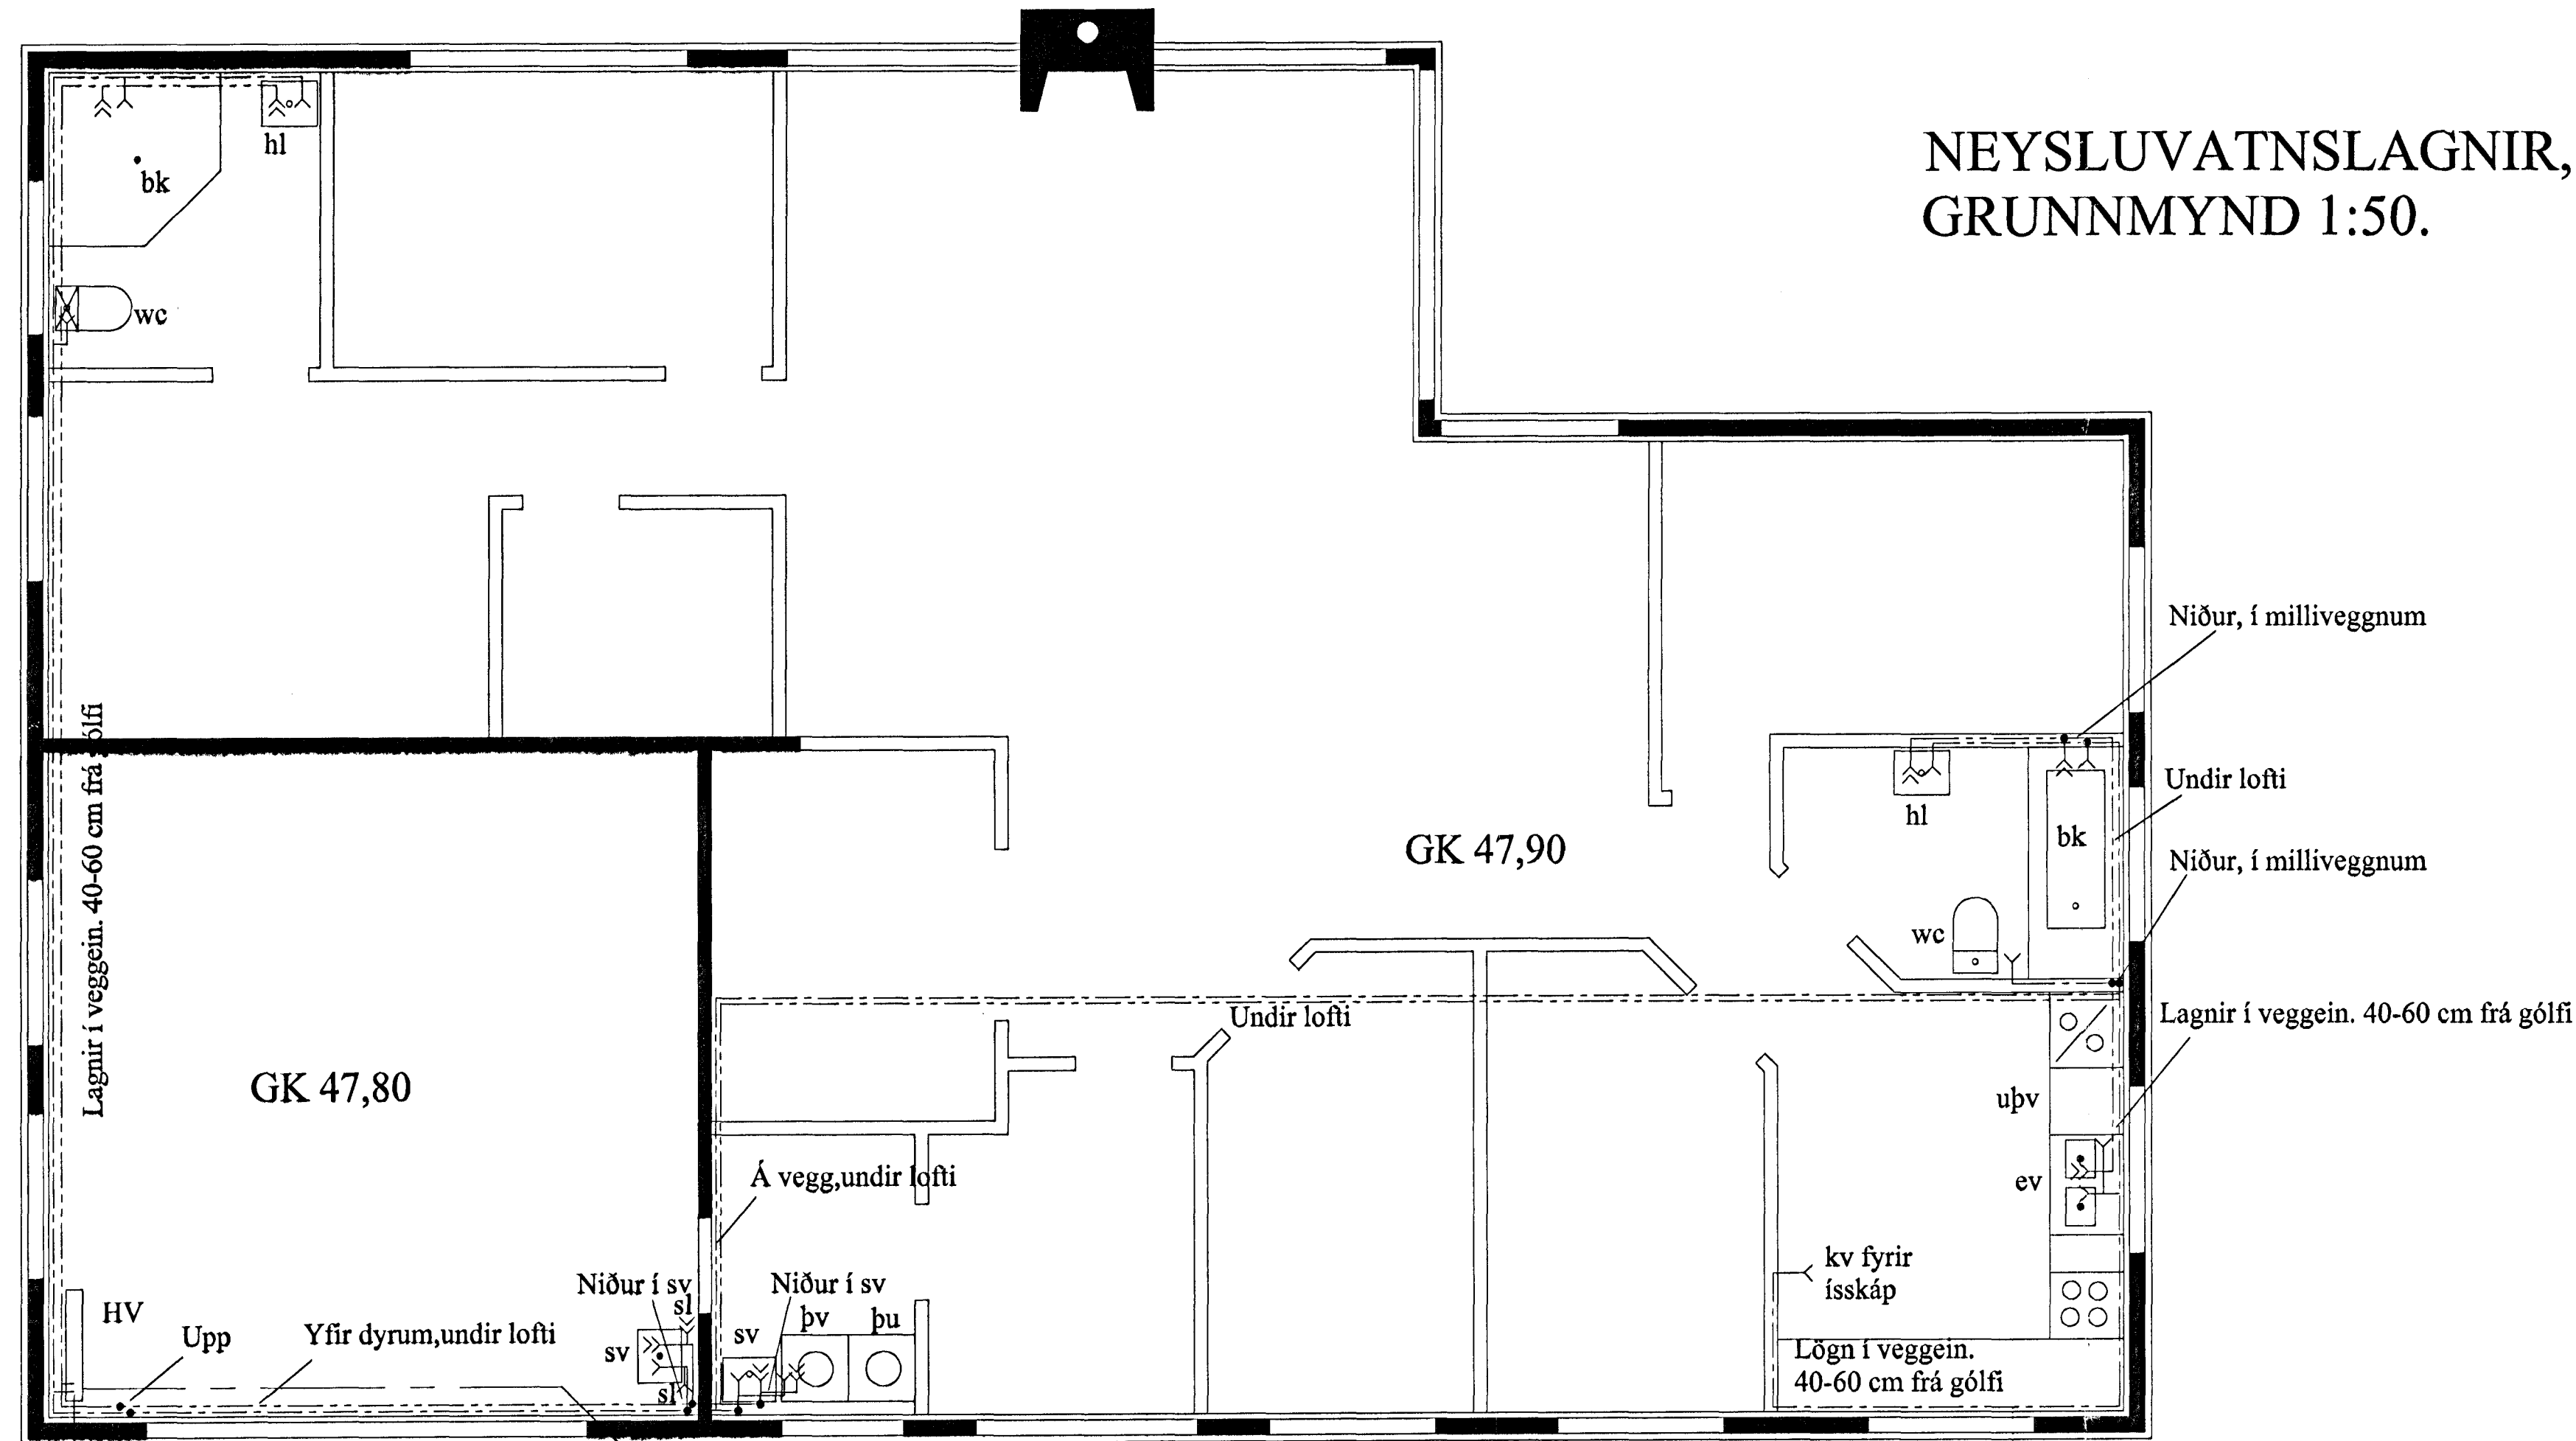 NEYSLUVATNSLAGNIR,
GRUNNMYND 1:50.
hl
bk
wc
Niður, í milliveggnum
Undir lofti
Niður, í milliveggnum
Lagnir í veggein. 40-60 cm frá gólfi
Lagnir í veggein. 40-60 cm frá gólfi
GK 47,90
GK 47,80
hl
bk
wc
Undir lofti
uþv
ev
Á vegg,undir lofti
kv fyrir
ísskáp
Lögn í veggein.
40-60 cm frá gólfi
HV
Upp
Yfir dyrum,undir lofti
Niður í sv
sl
sv
sl
Niður í sv
sv
þv
þu